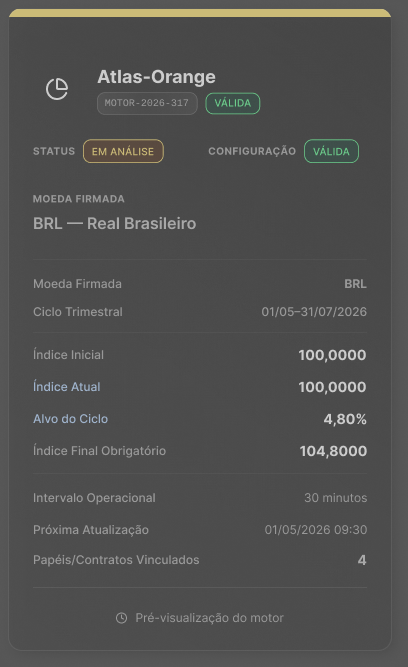 Atlas-Orange
MOTOR-2026-317 VÁLIDA
STATUS EM ANÁLISE CONFIGURAÇÃO VÁLIDA
MOEDA FIRMADA
BRL — Real Brasileiro
Moeda Firmada BRL
Ciclo Trimestral 01/05–31/07/2026
Índice Inicial 100,0000
Índice Atual 100,0000
Alvo do Ciclo 4,80%
Índice Final Obrigatório 104,8000
Intervalo Operacional 30 minutos
Próxima Atualização 01/05/2026 09:30
Papéis/Contratos Vinculados 4
Pré-visualização do motor